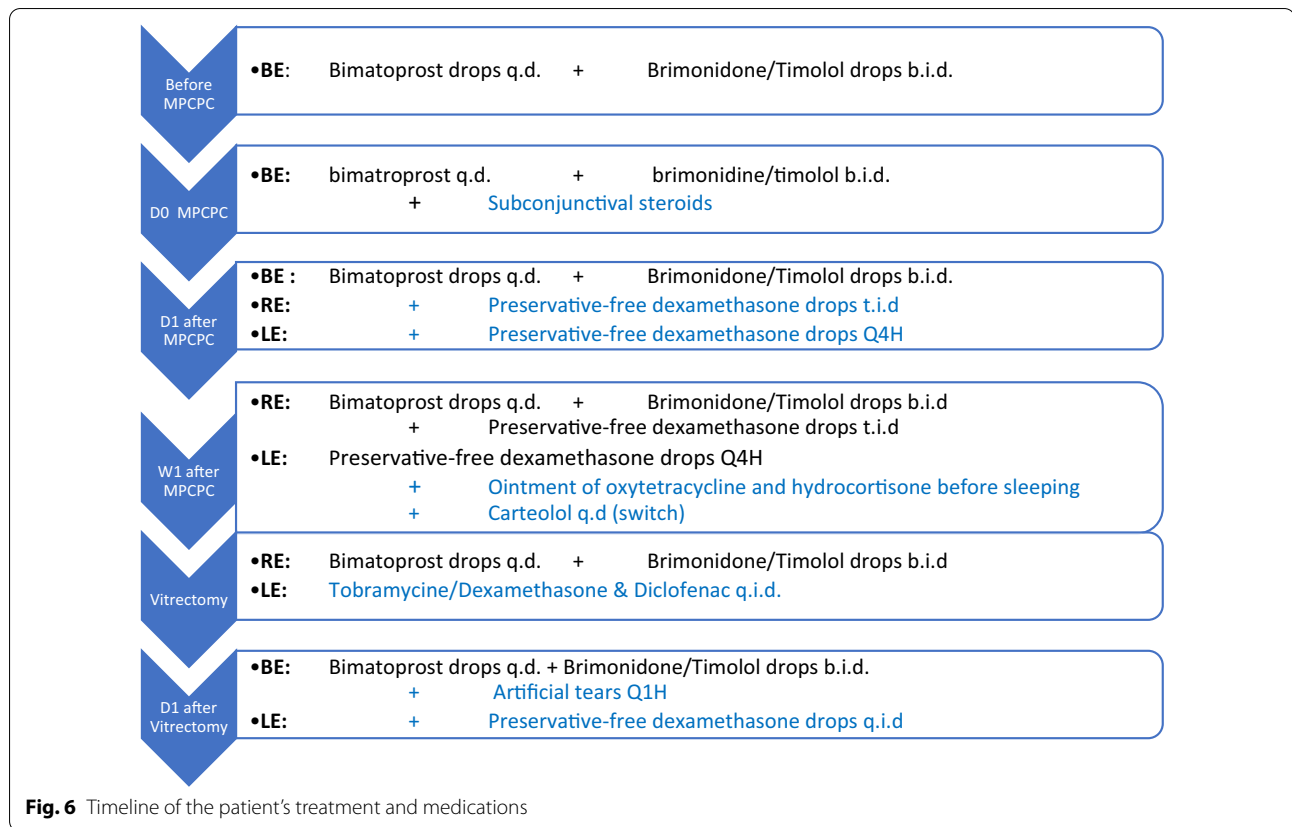 Before
MPCPC
•BE: Bimatoprost drops q.d. + Brimonidone/Timolol drops b.i.d.
D0 MPCPC
•BE: bimatroprost q.d. + brimonidine/timolol b.i.d.
+ Subconjunctival steroids
D1 after
MPCPC
•BE : Bimatoprost drops q.d. + Brimonidone/Timolol drops b.i.d.
•RE: + Preservative-free dexamethasone drops t.i.d
•LE: + Preservative-free dexamethasone drops Q4H
W1 after
MPCPC
•RE: Bimatoprost drops q.d. + Brimonidone/Timolol drops b.i.d
+ Preservative-free dexamethasone drops t.i.d
•LE: Preservative-free dexamethasone drops Q4H
+ Ointment of oxytetracycline and hydrocortisone before sleeping
+ Carteolol q.d (switch)
Vitrectomy
•RE: Bimatoprost drops q.d. + Brimonidone/Timolol drops b.i.d
•LE: Tobramycine/Dexamethasone & Diclofenac q.i.d.
D1 after
Vitrectomy
•BE: Bimatoprost drops q.d. + Brimonidone/Timolol drops b.i.d.
+ Artificial tears Q1H
•LE: + Preservative-free dexamethasone drops q.i.d
Fig. 6 Timeline of the patient's treatment and medications